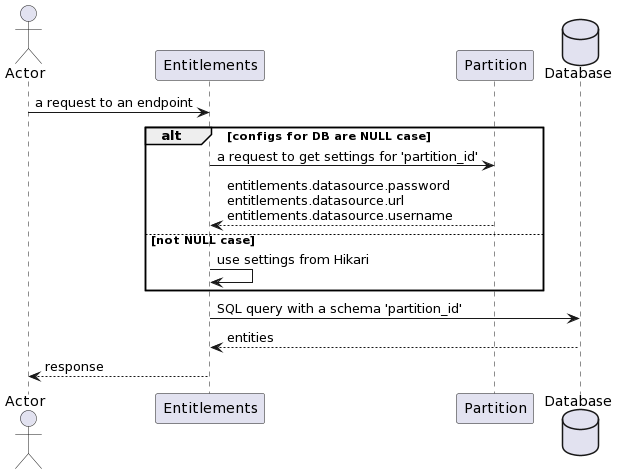 Actor
Entitlements
Partition
Database
a request to an endpoint
alt
[configs for DB are NULL case]
a request to get settings for 'partition_id'
entitlements.datasource.password
entitlements.datasource.url
entitlements.datasource.username
[not NULL case]
use settings from Hikari
SQL query with a schema 'partition_id'
entities
response
Actor
Entitlements
Partition
Database